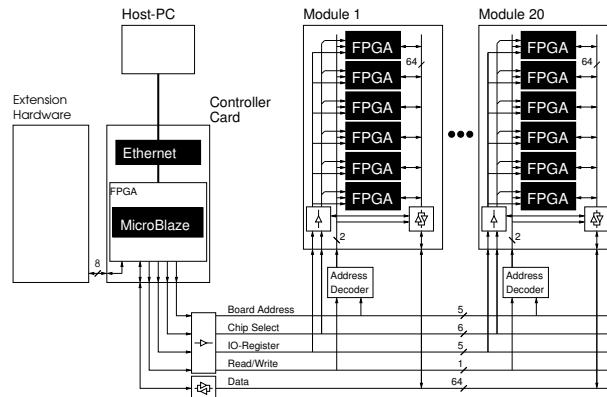 Host-PC
Module 1
Module 20
Extension
Hardware
Controller
Card
Ethernet
FPGA
MicroBlaze
8
FPGA
64
FPGA
FPGA
FPGA
FPGA
FPGA
2
Address
Decoder
FPGA
64
FPGA
FPGA
FPGA
FPGA
FPGA
2
Address
Decoder
Board Address 5
Chip Select 6
IO-Register 5
Read/Write 1
Data 64